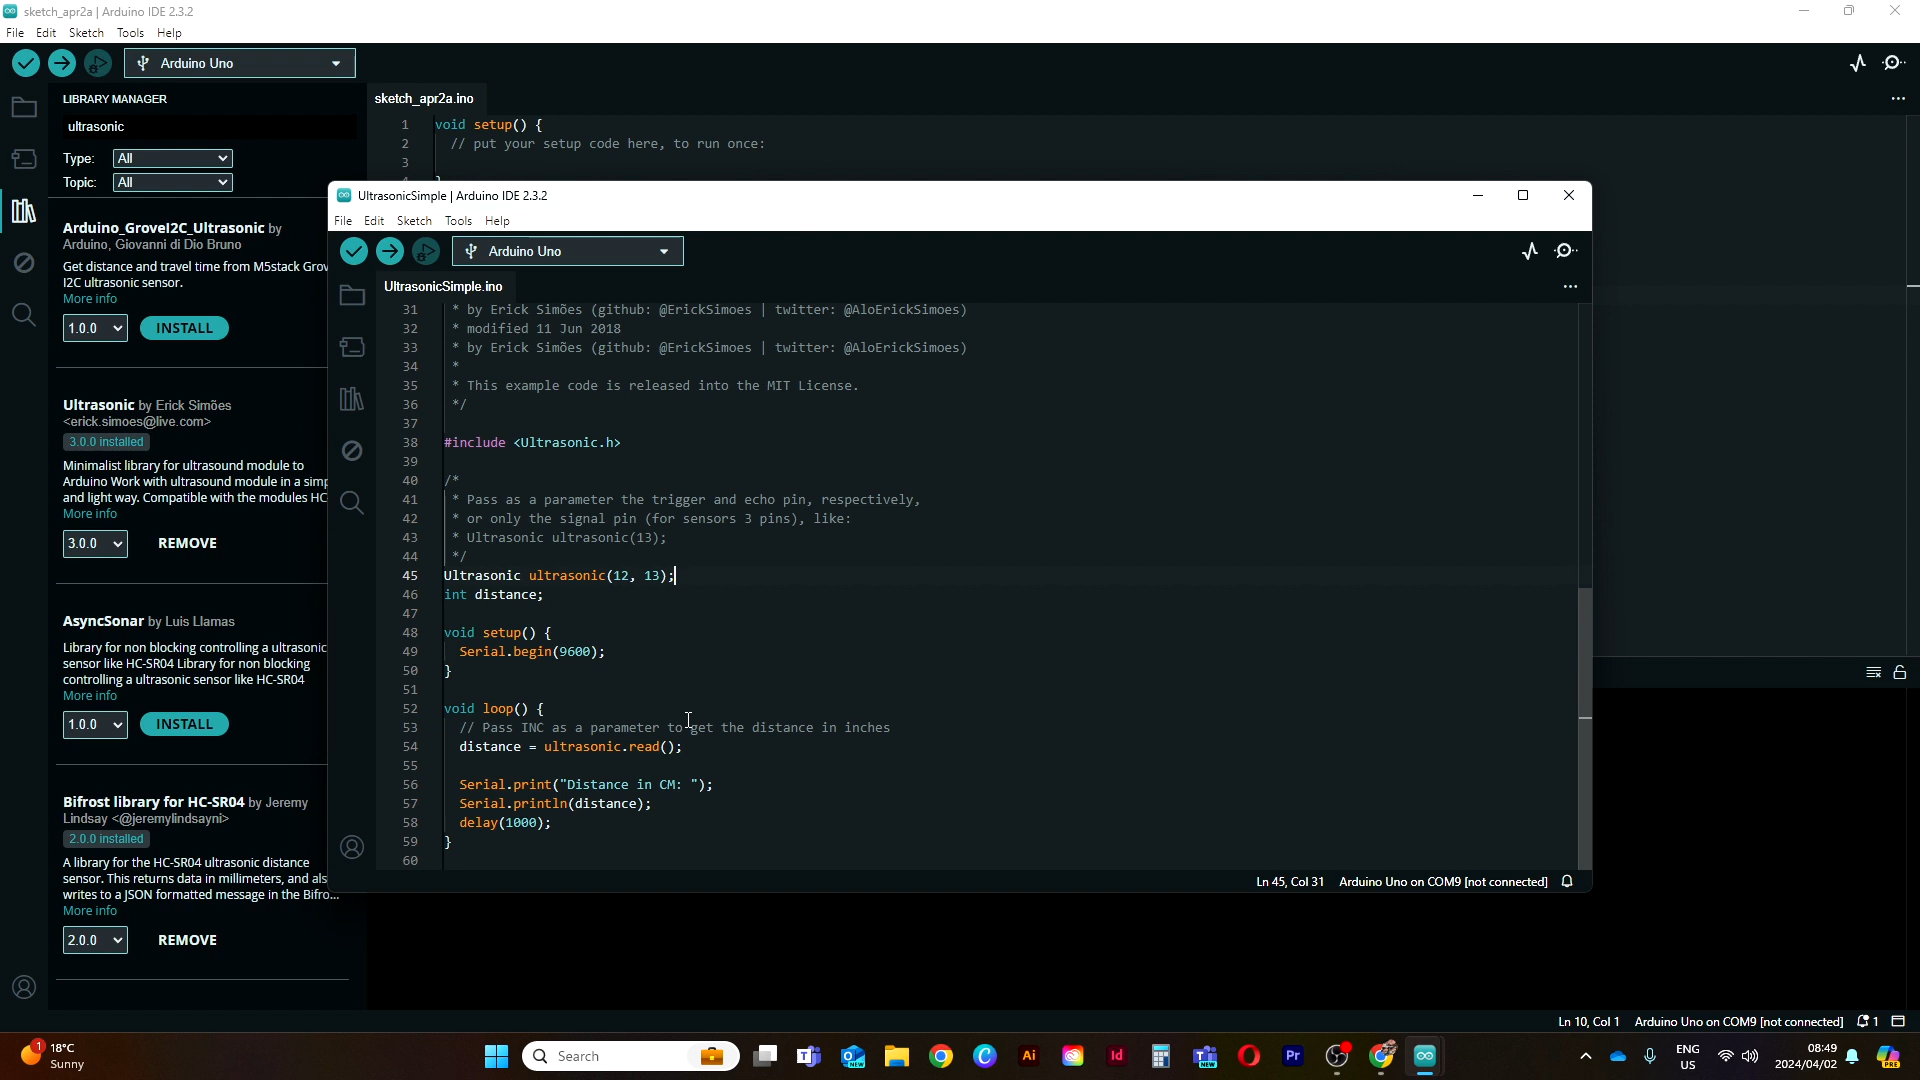 sketch_apr2a | Arduino IDE 2.3.2
File Edit Sketch Tools Help
Arduino Uno
LIBRARY MANAGER
ultrasonic
Type: All
Topic: All
Arduino_GroveI2C_Ultrasonic by
Arduino, Giovanni di Dio Bruno
Get distance and travel time from M5stack Grov
I2C ultrasonic sensor.
More info
1.0.0 INSTALL
Ultrasonic by Erick Simões
<erick.simoes@live.com>
3.0.0 installed
Minimalist library for ultrasound module to
Arduino Work with ultrasound module in a simp
and light way. Compatible with the modules HC
More info
3.0.0 REMOVE
AsyncSonar by Luis Llamas
Library for non blocking controlling a ultrasonic
sensor like HC-SR04 Library for non blocking
controlling a ultrasonic sensor like HC-SR04
More info
1.0.0 INSTALL
Bifrost library for HC-SR04 by Jeremy
Lindsay <@jeremylindsayni>
2.0.0 installed
A library for the HC-SR04 ultrasonic distance
sensor. This returns data in millimeters, and als
writes to a JSON formatted message in the Bifro...
More info
2.0.0 REMOVE
sketch_apr2a.ino
1 void setup() {
2 // put your setup code here, to run once:
3
UltrasonicSimple | Arduino IDE 2.3.2
File Edit Sketch Tools Help
Arduino Uno
UltrasonicSimple.ino
31 * by Erick Simões (github: @ErickSimoes | twitter: @AloErickSimoes)
32 * modified 11 Jun 2018
33 * by Erick Simões (github: @ErickSimoes | twitter: @AloErickSimoes)
34 *
35 * This example code is released into the MIT License.
36 */
37
38 #include <Ultrasonic.h>
39
40 /*
41 * Pass as a parameter the trigger and echo pin, respectively,
42 * or only the signal pin (for sensors 3 pins), like:
43 * Ultrasonic ultrasonic(13);
44 */
45 Ultrasonic ultrasonic(12, 13);
46 int distance;
47
48 void setup() {
49 Serial.begin(9600);
50 }
51
52 void loop() {
53 // Pass INC as a parameter to get the distance in inches
54 distance = ultrasonic.read();
55
56 Serial.print("Distance in CM: ");
57 Serial.println(distance);
58 delay(1000);
59 }
60
Ln 45, Col 31 Arduino Uno on COM9 [not connected]
Ln 10, Col 1 Arduino Uno on COM9 [not connected] 1
1
18°C
Sunny
Search
NEW
Ai
Id
NEW
Pr
ENG
US
08:49
2024/04/02
PRE